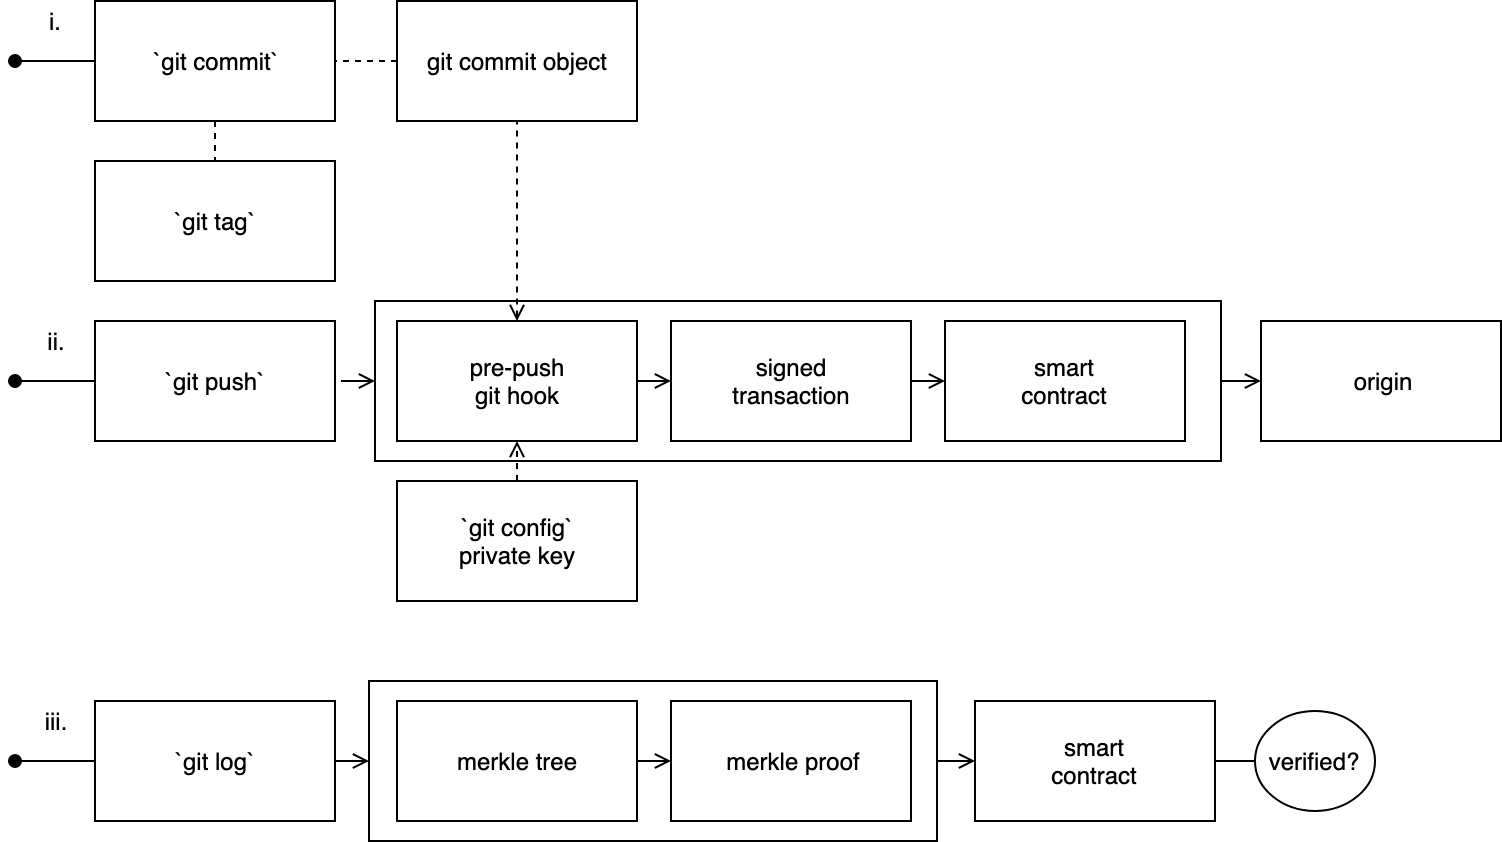 i.
`git commit`
git commit object
`git tag`
ii.
`git push`
pre-push
git hook
signed
transaction
smart
contract
origin
`git config`
private key
iii.
`git log`
merkle tree
merkle proof
smart
contract
verified?